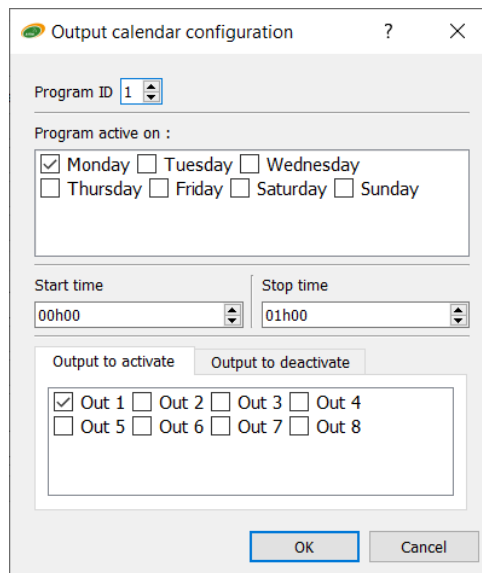 Output calendar configuration ?
Program ID 1
Program active on :
Monday Tuesday Wednesday
Thursday Friday Saturday Sunday
Start time Stop time
00h00 01h00
Output to activate Output to deactivate
Out 1 Out 2 Out 3 Out 4
Out 5 Out 6 Out 7 Out 8
OK Cancel